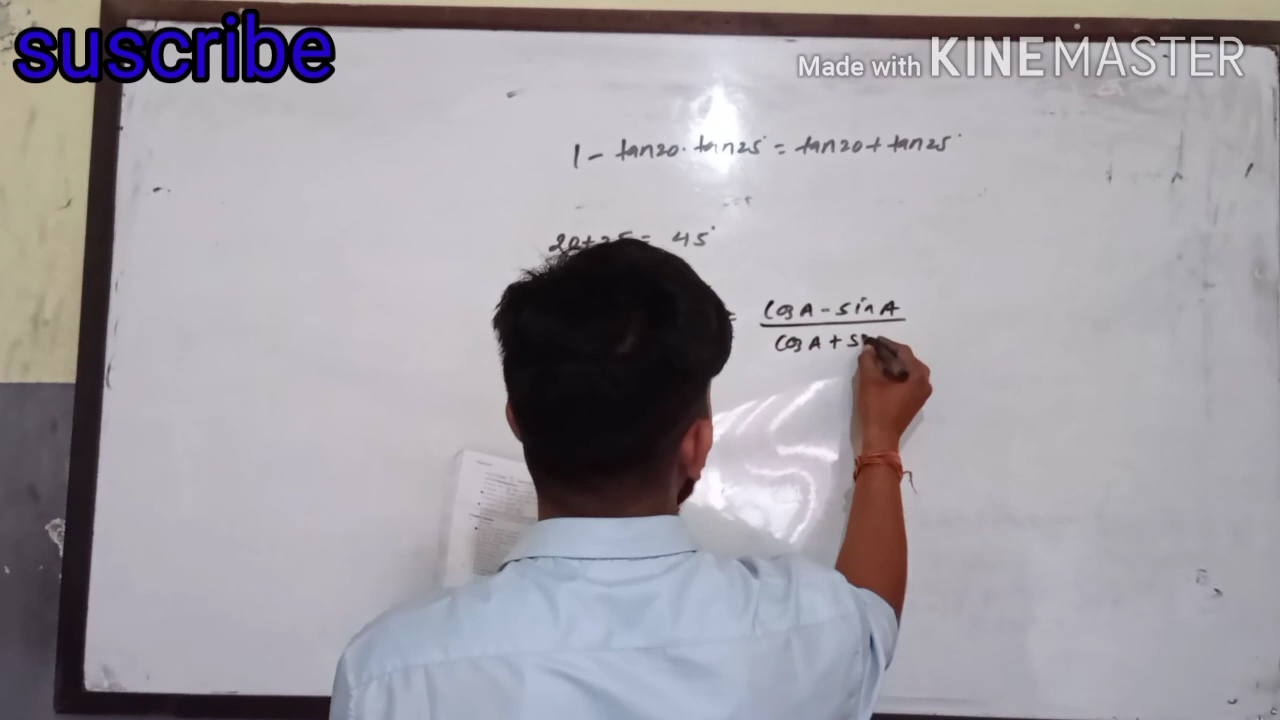 suscribe
Made with KINEMASTER
1 - tan20. tan25° = tan20 + tan25°
20+25 = 45°
= cosA - sinA
cosA + s